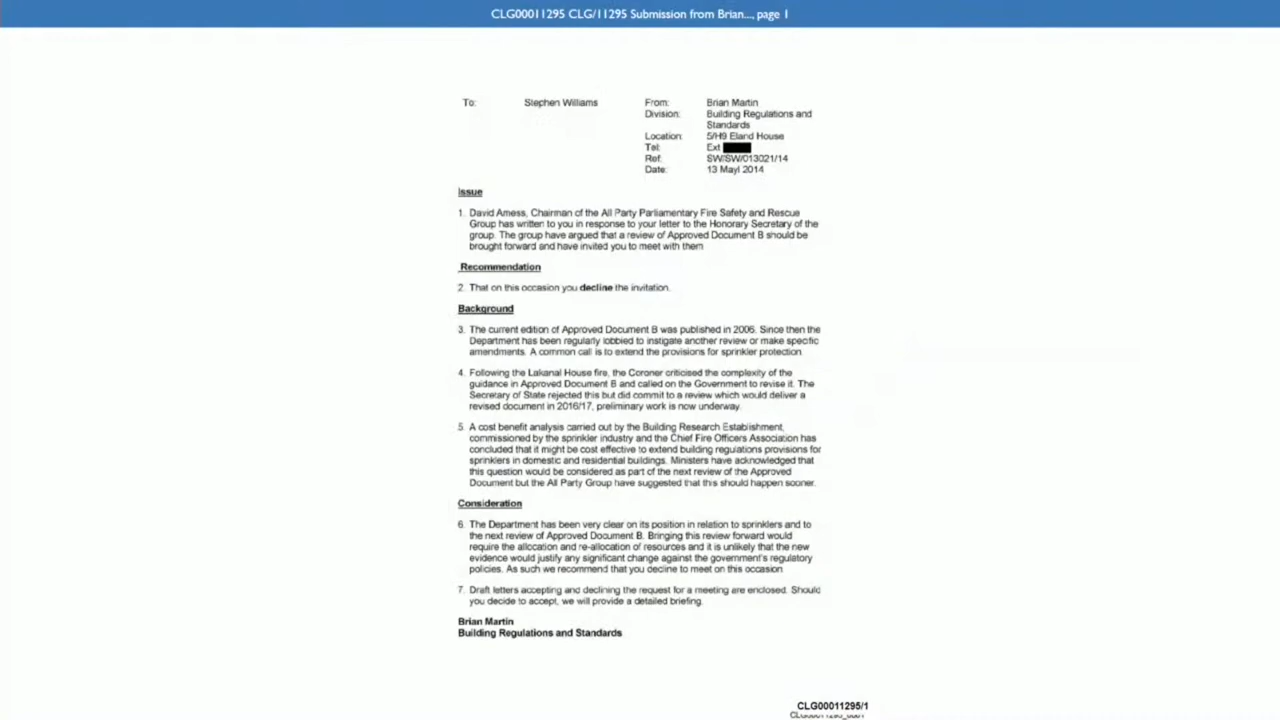 CLG00011295 CLG/11295 Submission from Brian..., page 1
To: Stephen Williams From: Brian Martin
Division: Building Regulations and
Standards
Location: 5/H9 Eland House
Tel: Ext
Ref: SW/SW/013021/14
Date: 13 Mayl 2014
Issue
1. David Amess, Chairman of the All Party Parliamentary Fire Safety and Rescue
Group has written to you in response to your letter to the Honorary Secretary of the
group. The group have argued that a review of Approved Document B should be
brought forward and have invited you to meet with them
Recommendation
2. That on this occasion you decline the invitation.
Background
3. The current edition of Approved Document B was published in 2006. Since then the
Department has been regularly lobbied to instigate another review or make specific
amendments. A common call is to extend the provisions for sprinkler protection
4. Following the Lakanal House fire, the Coroner criticised the complexity of the
guidance in Approved Document B and called on the Government to revise it. The
Secretary of State rejected this but did commit to a review which would deliver a
revised document in 2016/17, preliminary work is now underway.
5. A cost benefit analysis carried out by the Building Research Establishment,
commissioned by the sprinkler industry and the Chief Fire Officers Association has
concluded that it might be cost effective to extend building regulations provisions for
sprinklers in domestic and residential buildings. Ministers have acknowledged that
this question would be considered as part of the next review of the Approved
Document but the All Party Group have suggested that this should happen sooner.
Consideration
6. The Department has been very clear on its position in relation to sprinklers and to
the next review of Approved Document B. Bringing this review forward would
require the allocation and re-allocation of resources and it is unlikely that the new
evidence would justify any significant change against the government's regulatory
policies. As such we recommend that you decline to meet on this occasion
7. Draft letters accepting and declining the request for a meeting are enclosed. Should
you decide to accept, we will provide a detailed briefing.
Brian Martin
Building Regulations and Standards
CLG00011295/1
CLG00011295_0001